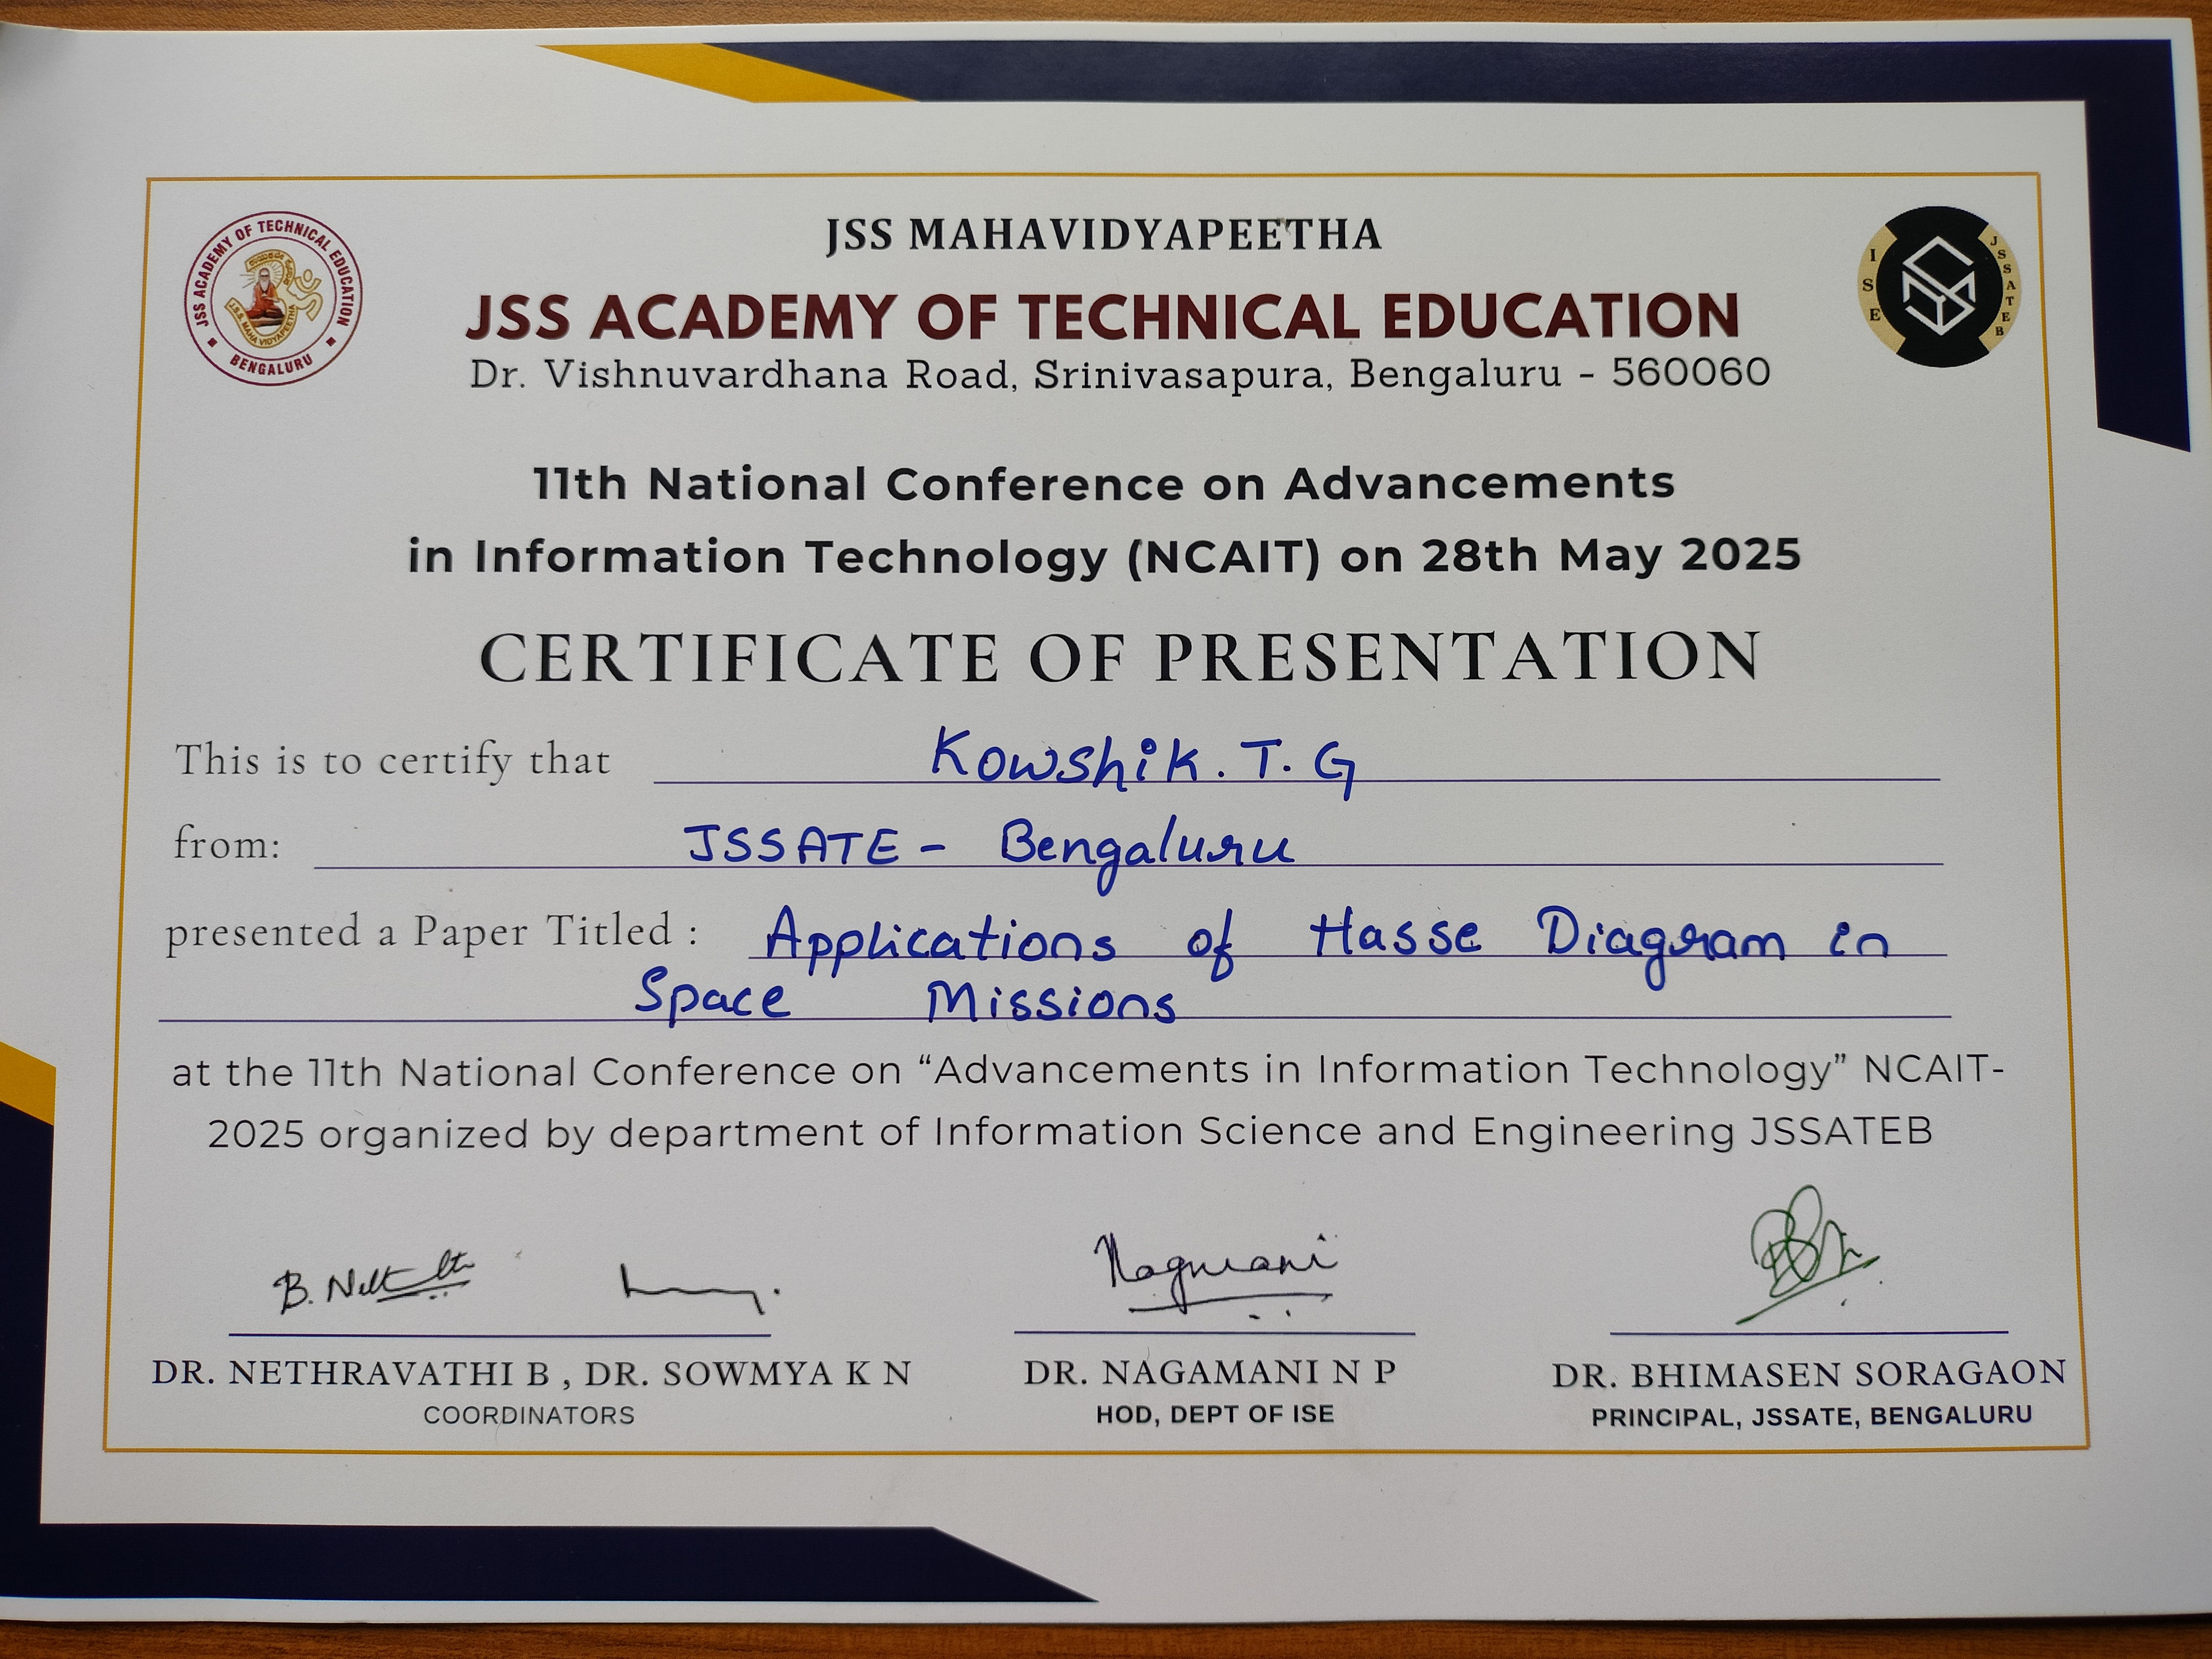 JSS MAHAVIDYAPEETHA
JSS ACADEMY OF TECHNICAL EDUCATION
Dr. Vishnuvardhana Road, Srinivasapura, Bengaluru - 560060
JSS ACADEMY OF TECHNICAL EDUCATION
BENGALURU
J.S.S. MAHA VIDYAPEETHA
ISE
JSSATEB
11th National Conference on Advancements
in Information Technology (NCAIT) on 28th May 2025
CERTIFICATE OF PRESENTATION
This is to certify that Kowshik. T. G
from: JSSATE - Bengaluru
presented a Paper Titled : Applications of Hasse Diagram in
Space Missions
at the 11th National Conference on “Advancements in Information Technology” NCAIT-
2025 organized by department of Information Science and Engineering JSSATEB
Nagmani
DR. NETHRAVATHI B , DR. SOWMYA K N
COORDINATORS
DR. NAGAMANI N P
HOD, DEPT OF ISE
DR. BHIMASEN SORAGAON
PRINCIPAL, JSSATE, BENGALURU